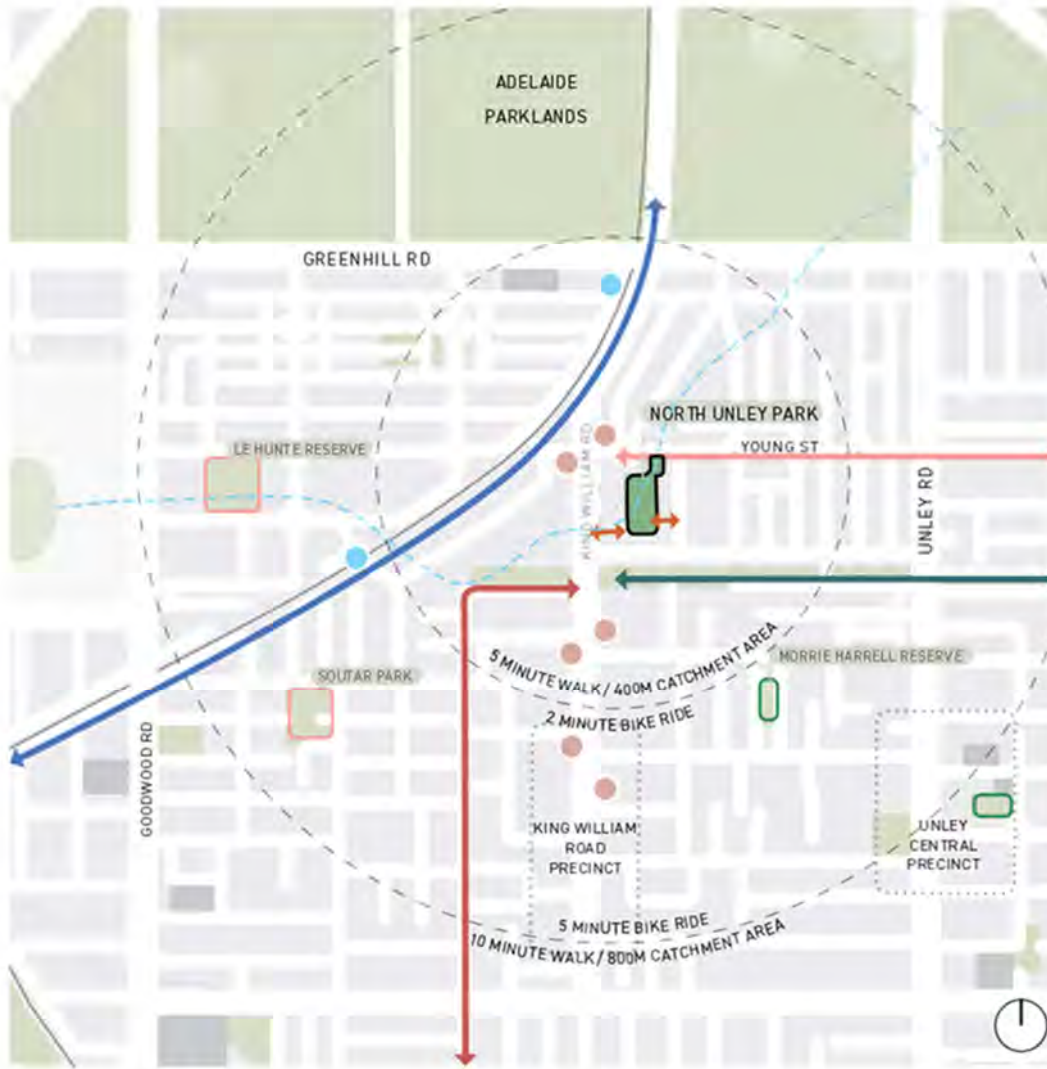 ADELAIDE
PARKLANDS
GREENHILL RD
NORTH UNLEY PARK
KING WILLIAM RD
YOUNG ST
LE HUNTE RESERVE
UNLEY RD
5 MINUTE WALK / 400M CATCHMENT AREA
2 MINUTE BIKE RIDE
MORRIE HARRELL RESERVE
SOUTAR PARK
GOODWOOD RD
KING WILLIAM
ROAD
PRECINCT
UNLEY
CENTRAL
PRECINCT
5 MINUTE BIKE RIDE
10 MINUTE WALK / 800M CATCHMENT AREA